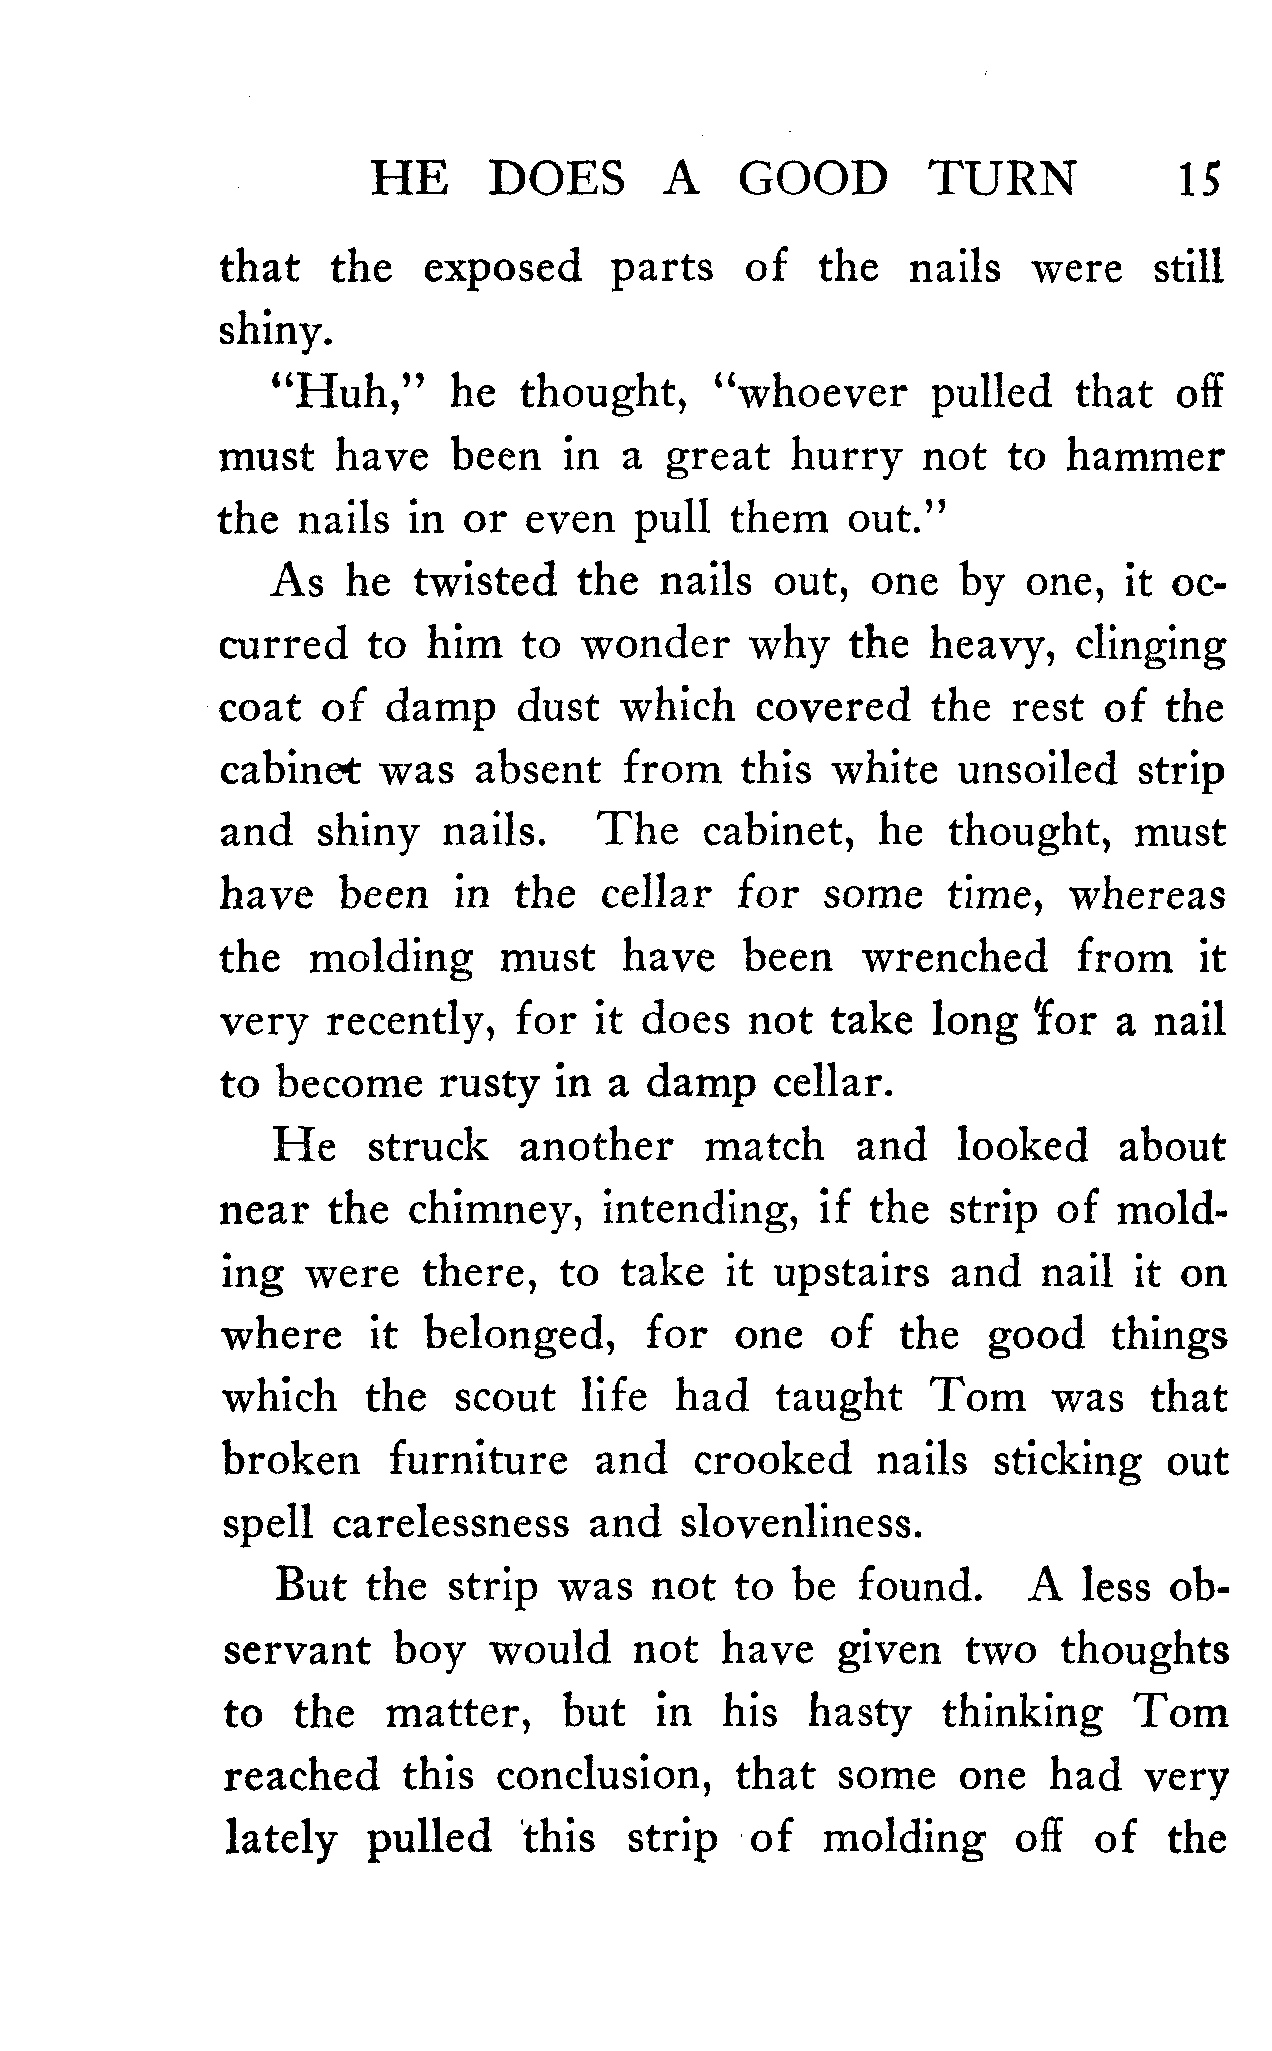 HE DOES A GOOD TURN 15
that the exposed parts of the nails were still
shiny.
"Huh," he thought, "whoever pulled that off
must have been in a great hurry not to hammer
the nails in or even pull them out."
As he twisted the nails out, one by one, it oc-
curred to him to wonder why the heavy, clinging
coat of damp dust which covered the rest of the
cabinet was absent from this white unsoiled strip
and shiny nails. The cabinet, he thought, must
have been in the cellar for some time, whereas
the molding must have been wrenched from it
very recently, for it does not take long for a nail
to become rusty in a damp cellar.
He struck another match and looked about
near the chimney, intending, if the strip of mold-
ing were there, to take it upstairs and nail it on
where it belonged, for one of the good things
which the scout life had taught Tom was that
broken furniture and crooked nails sticking out
spell carelessness and slovenliness.
But the strip was not to be found. A less ob-
servant boy would not have given two thoughts
to the matter, but in his hasty thinking Tom
reached this conclusion, that some one had very
lately pulled this strip of molding off of the